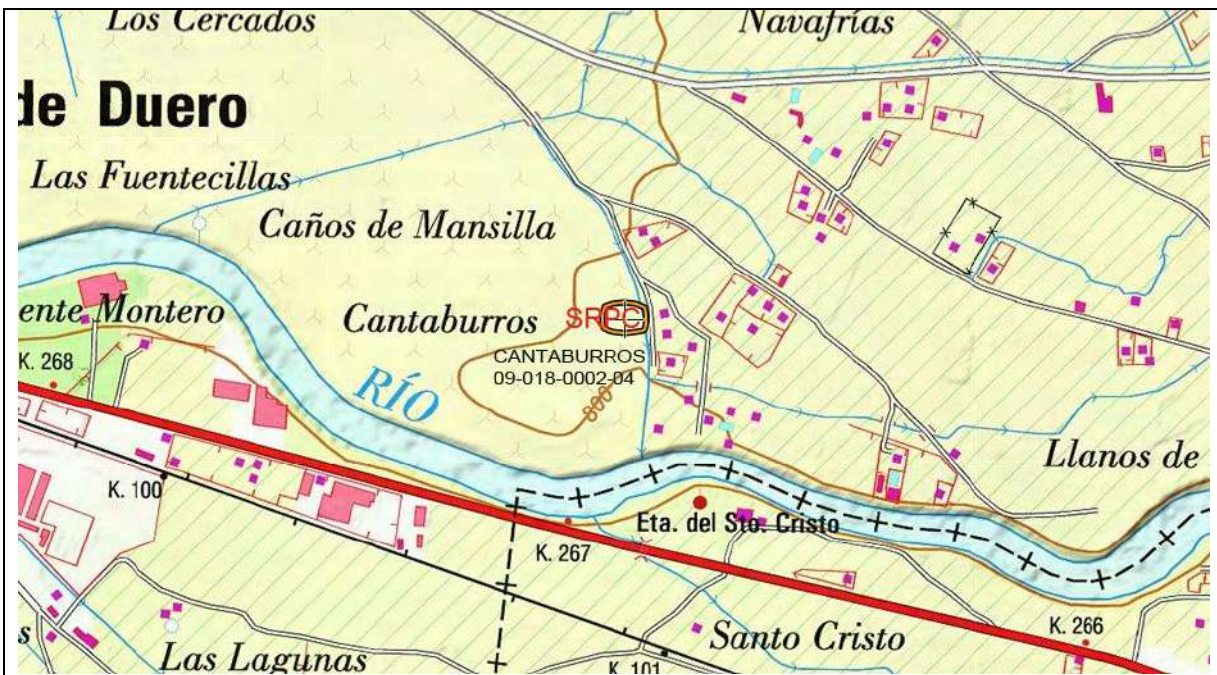 Los Cercados
Navafrías
de Duero
Las Fuentecillas
Caños de Mansilla
ente Montero
Cantaburros
SRPC
CANTABURROS
09-018-0002-04
K. 268
RÍO
800
Llanos de
K. 100
Eta. del Sto. Cristo
K. 267
K. 266
s
Santo Cristo
Las Lagunas
K. 101